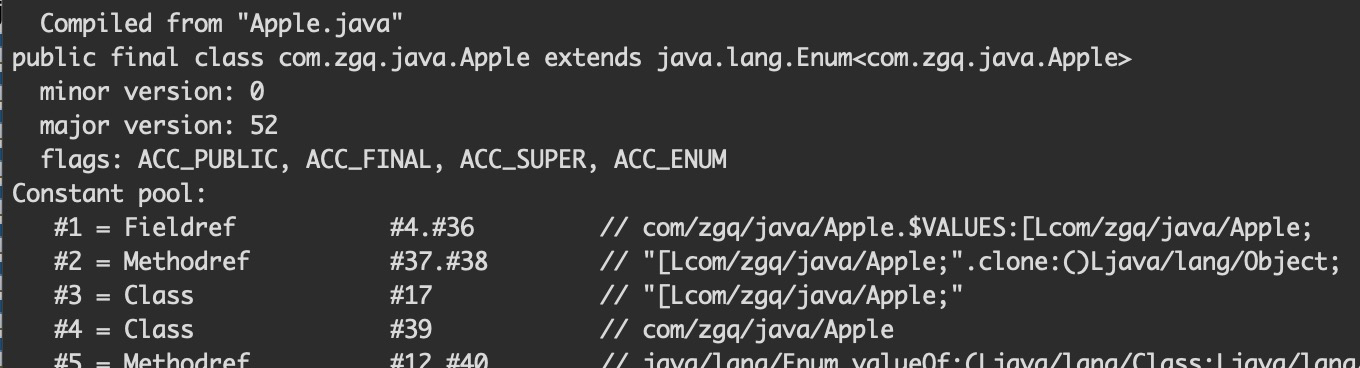 Compiled from "Apple.java"
public final class com.zgq.java.Apple extends java.lang.Enum<com.zgq.java.Apple>
minor version: 0
major version: 52
flags: ACC_PUBLIC, ACC_FINAL, ACC_SUPER, ACC_ENUM
Constant pool:
#1 = Fieldref #4.#36 // com/zgq/java/Apple.$VALUES:[Lcom/zgq/java/Apple;
#2 = Methodref #37.#38 // "[Lcom/zgq/java/Apple;".clone:()Ljava/lang/Object;
#3 = Class #17 // "[Lcom/zgq/java/Apple;"
#4 = Class #39 // com/zgq/java/Apple
#5 = Methodref #12.#40 // java/lang/Enum.valueOf:(Ljava/lang/Class;Ljava/lang